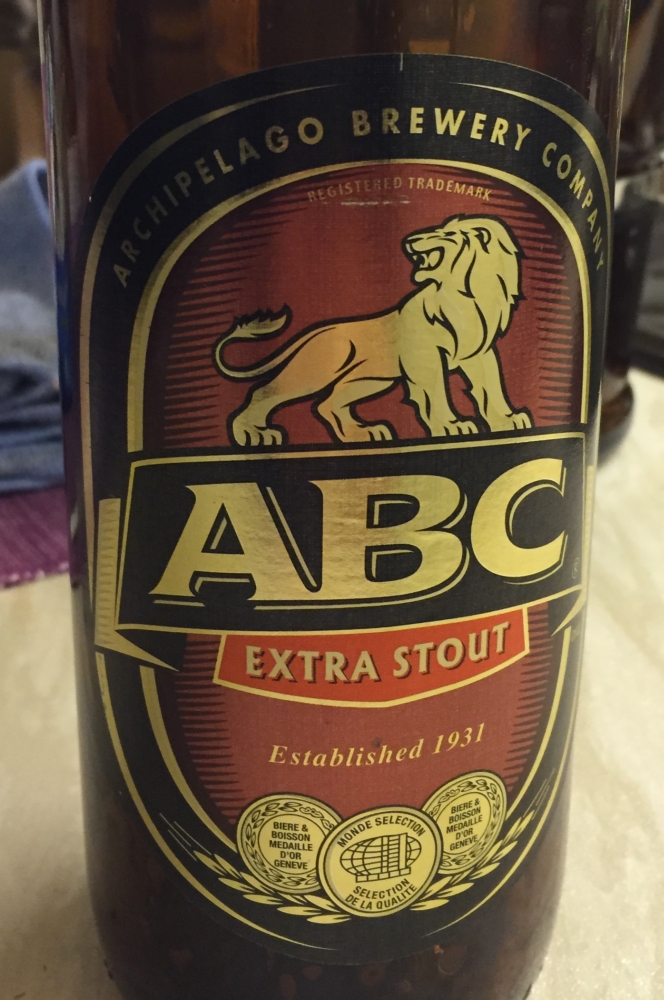 ARCHIPELAGO BREWERY COMPANY
REGISTERED TRADEMARK
ABC
EXTRA STOUT
Established 1931
BIERE &
BOISSON
MEDAILLE
D'OR
GENEVE
MONDE SELECTION
SELECTION
DE LA QUALITE
BIERE &
BOISSON
MEDAILLE
D'OR
GENEVE